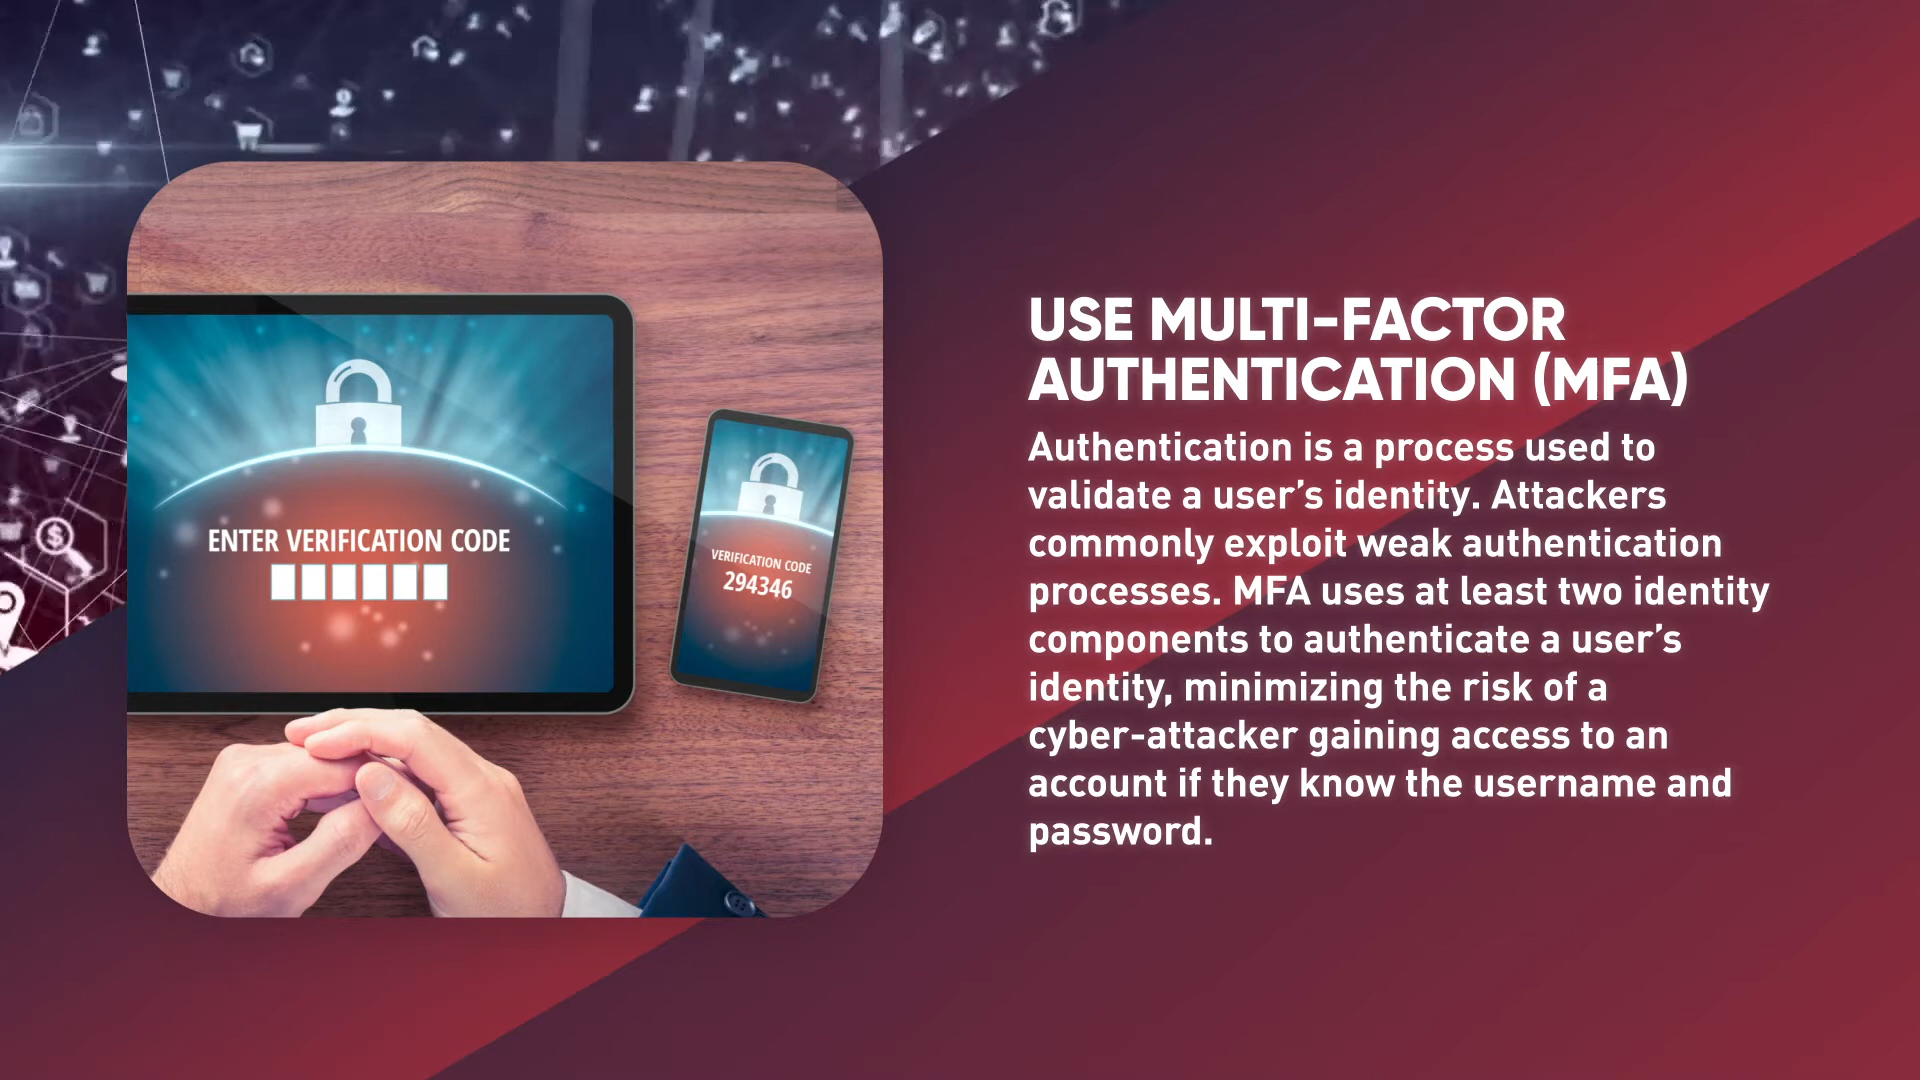 USE MULTI-FACTOR
AUTHENTICATION (MFA)
Authentication is a process used to
validate a user’s identity. Attackers
commonly exploit weak authentication
processes. MFA uses at least two identity
components to authenticate a user’s
identity, minimizing the risk of a
cyber-attacker gaining access to an
account if they know the username and
password.
ENTER VERIFICATION CODE
VERIFICATION CODE
294346